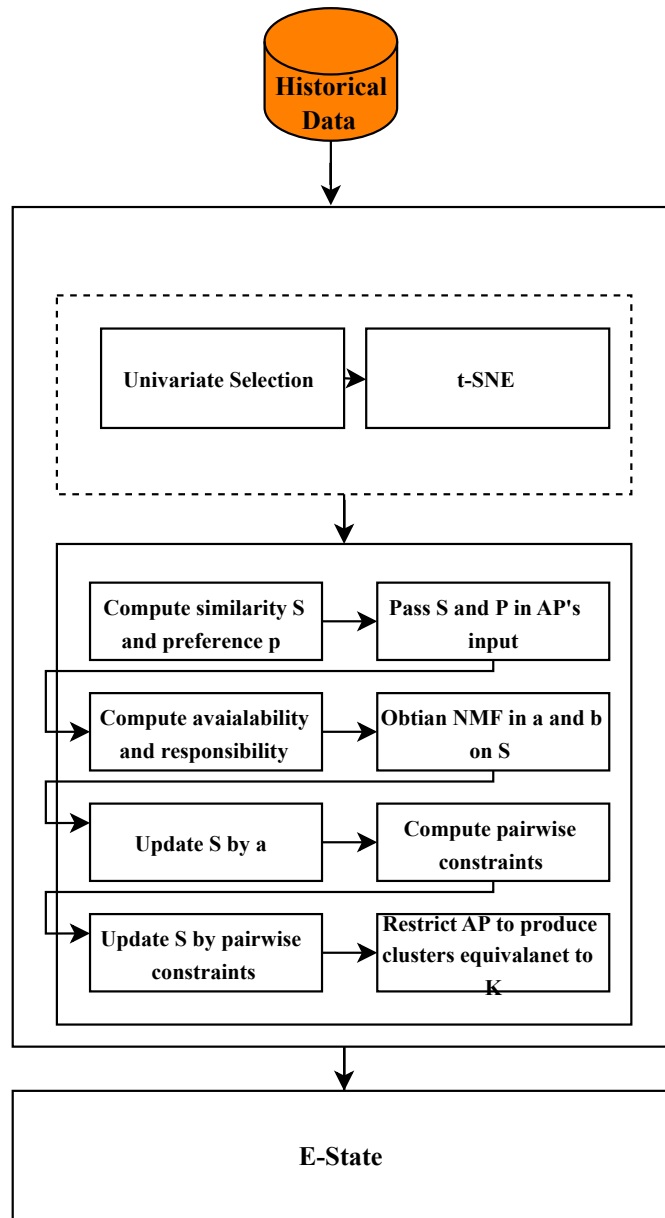 Historical
Data
Univariate Selection
t-SNE
Compute similarity S
and preference p
Pass S and P in AP's
input
Compute avaialability
and responsibility
Obtian NMF in a and b
on S
Update S by a
Compute pairwise
constraints
Update S by pairwise
constraints
Restrict AP to produce
clusters equivalanet to
K
E-State